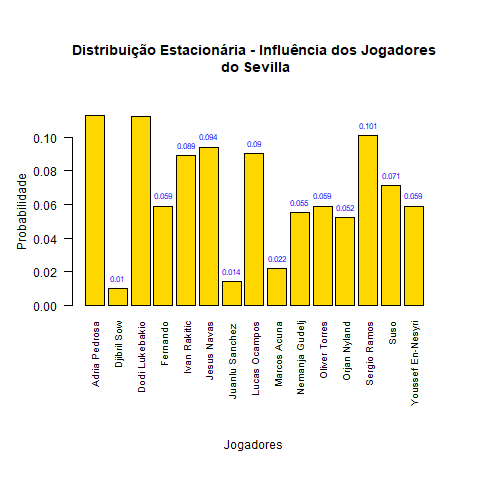 Distribuição Estacionária - Influência dos Jogadores
do Sevilla
Probabilidade
0.10
0.08
0.06
0.04
0.02
0.00
0.01
0.059
0.089
0.094
0.014
0.09
0.022
0.055
0.059
0.052
0.101
0.071
0.059
Adria Pedrosa
Djibril Sow
Dodi Lukebakio
Fernando
Ivan Rakitic
Jesus Navas
Juanlu Sanchez
Lucas Ocampos
Marcos Acuna
Nemanja Gudelj
Oliver Torres
Orjan Nyland
Sergio Ramos
Suso
Youssef En-Nesyri
Jogadores